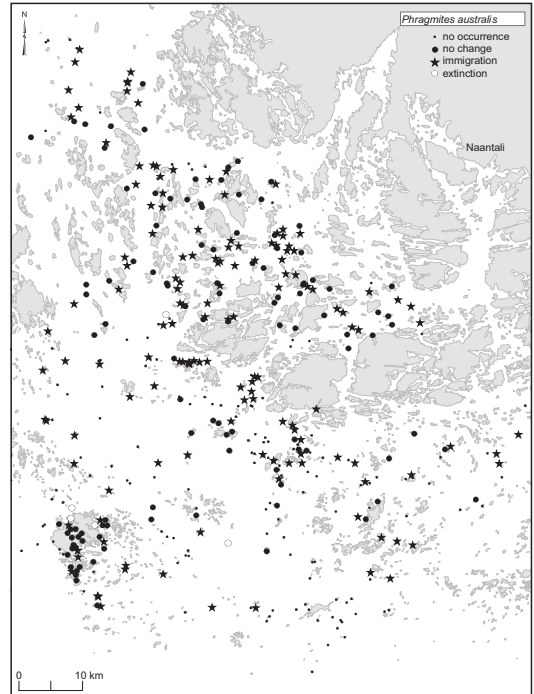 N
Phragmites australis
no occurrence
no change
immigration
extinction
Naantali
0 10 km